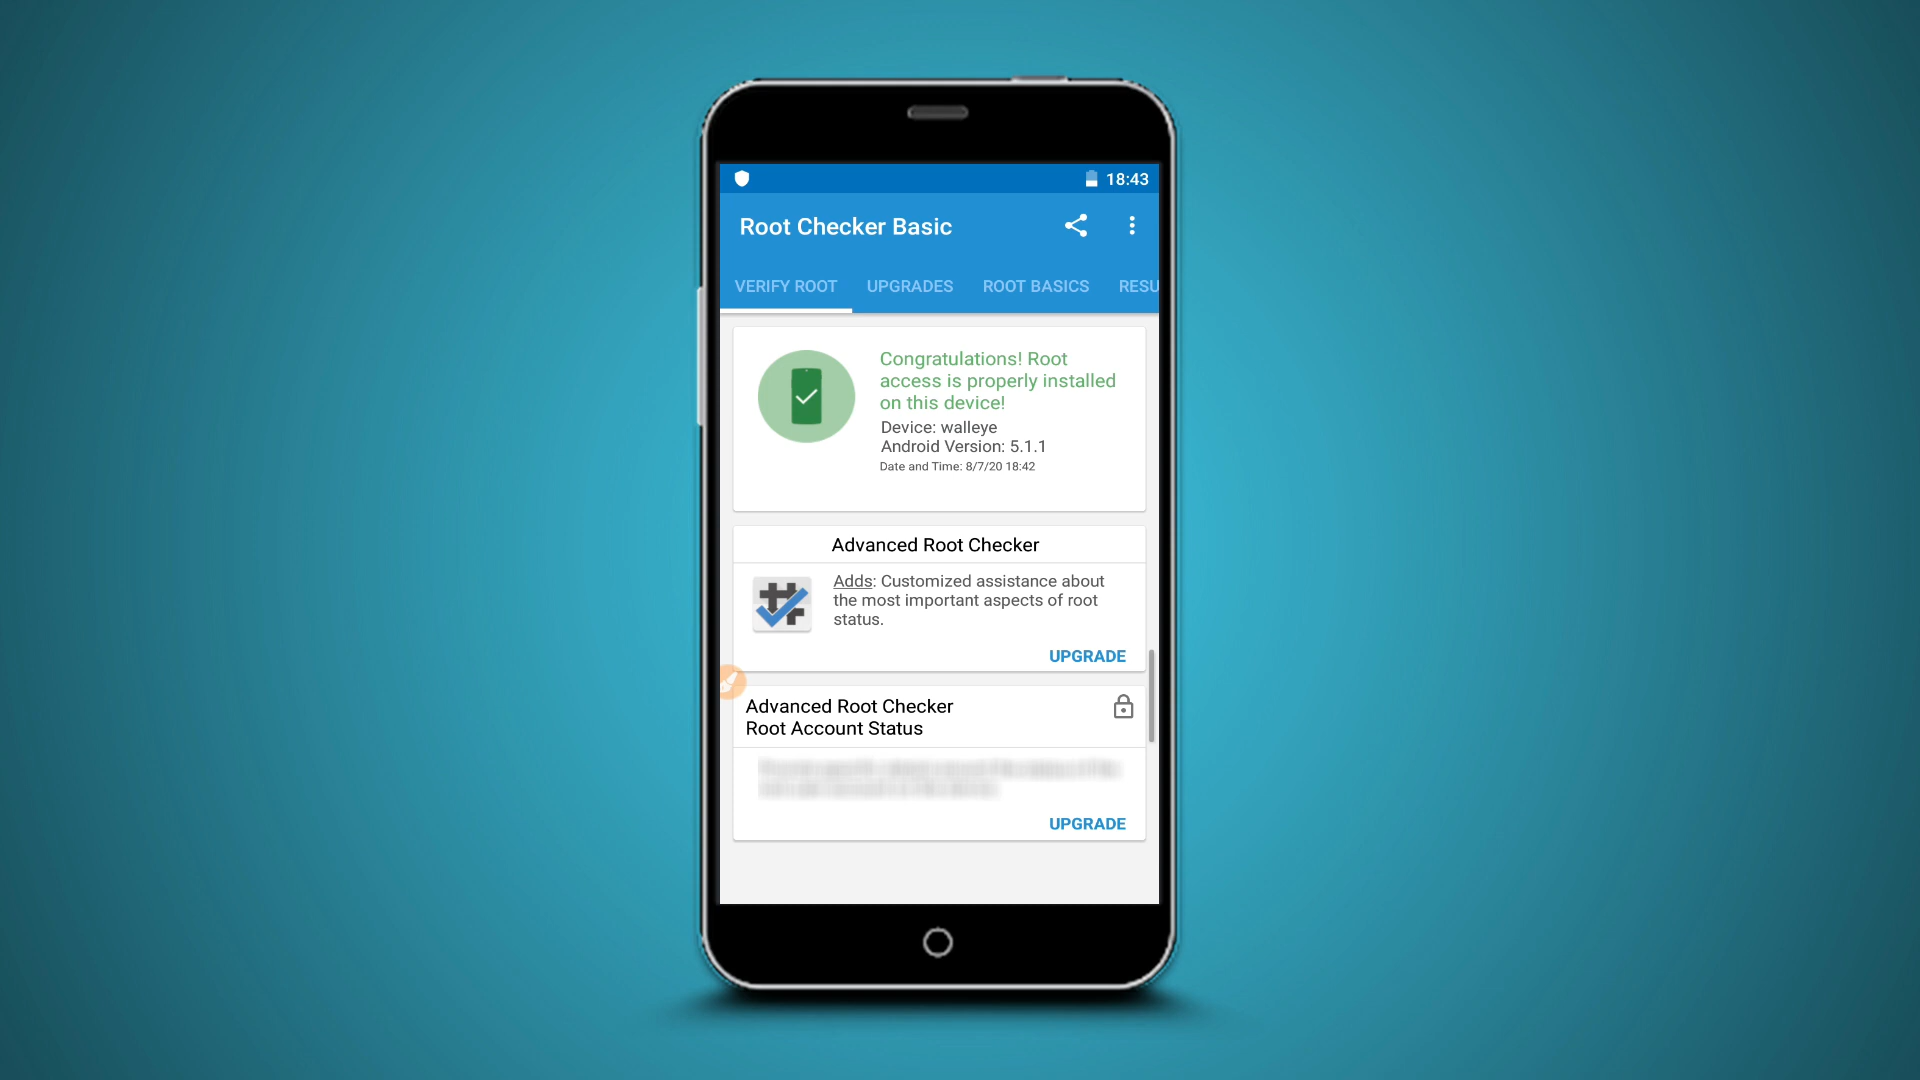 18:43
Root Checker Basic
VERIFY ROOT UPGRADES ROOT BASICS RESU
Congratulations! Root
access is properly installed
on this device!
Device: walleye
Android Version: 5.1.1
Date and Time: 8/7/20 18:42
Advanced Root Checker
Adds: Customized assistance about
the most important aspects of root
status.
UPGRADE
Advanced Root Checker
Root Account Status
UPGRADE